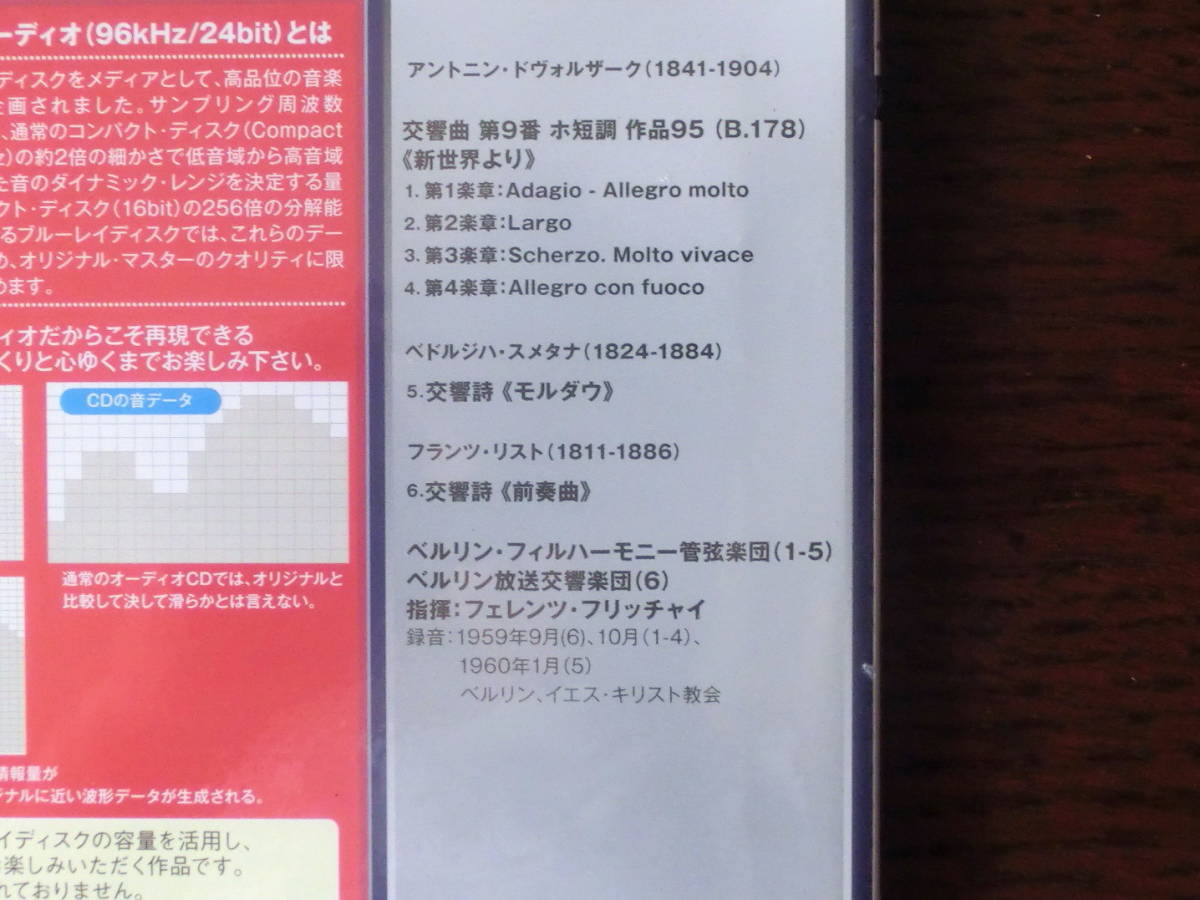 ーディオ(96kHz/24bit)とは
ディスクをメディアとして、高品位の音楽
企画されました。サンプリング周波数
、通常のコンパクト・ディスク(Compact
z)の約2倍の細かさで低音域から高音域
た音のダイナミック・レンジを決定する量
クト・ディスク(16bit)の256倍の分解能
るブルーレイディスクでは、これらのデー
め、オリジナル・マスターのクオリティに限
めます。
ィオだからこそ再現できる
くりと心ゆくまでお楽しみ下さい。
CDの音データ
通常のオーディオCDでは、オリジナルと
比較して決して滑らかとは言えない。
情報量が
ジナルに近い波形データが生成される。
イディスクの容量を活用し、
楽しみいただく作品です。
れておりません。
アントニン・ドヴォルザーク(1841-1904)
交響曲 第9番 ホ短調 作品95 (B.178)
《新世界より》
1. 第1楽章:Adagio - Allegro molto
2. 第2楽章:Largo
3. 第3楽章:Scherzo. Molto vivace
4. 第4楽章:Allegro con fuoco
ベドルジハ・スメタナ(1824-1884)
5. 交響詩《モルダウ》
フランツ・リスト(1811-1886)
6. 交響詩《前奏曲》
ベルリン・フィルハーモニー管弦楽団(1-5)
ベルリン放送交響楽団(6)
指揮:フェレンツ・フリッチャイ
録音:1959年9月(6)、10月(1-4)、
1960年1月(5)
ベルリン、イエス・キリスト教会